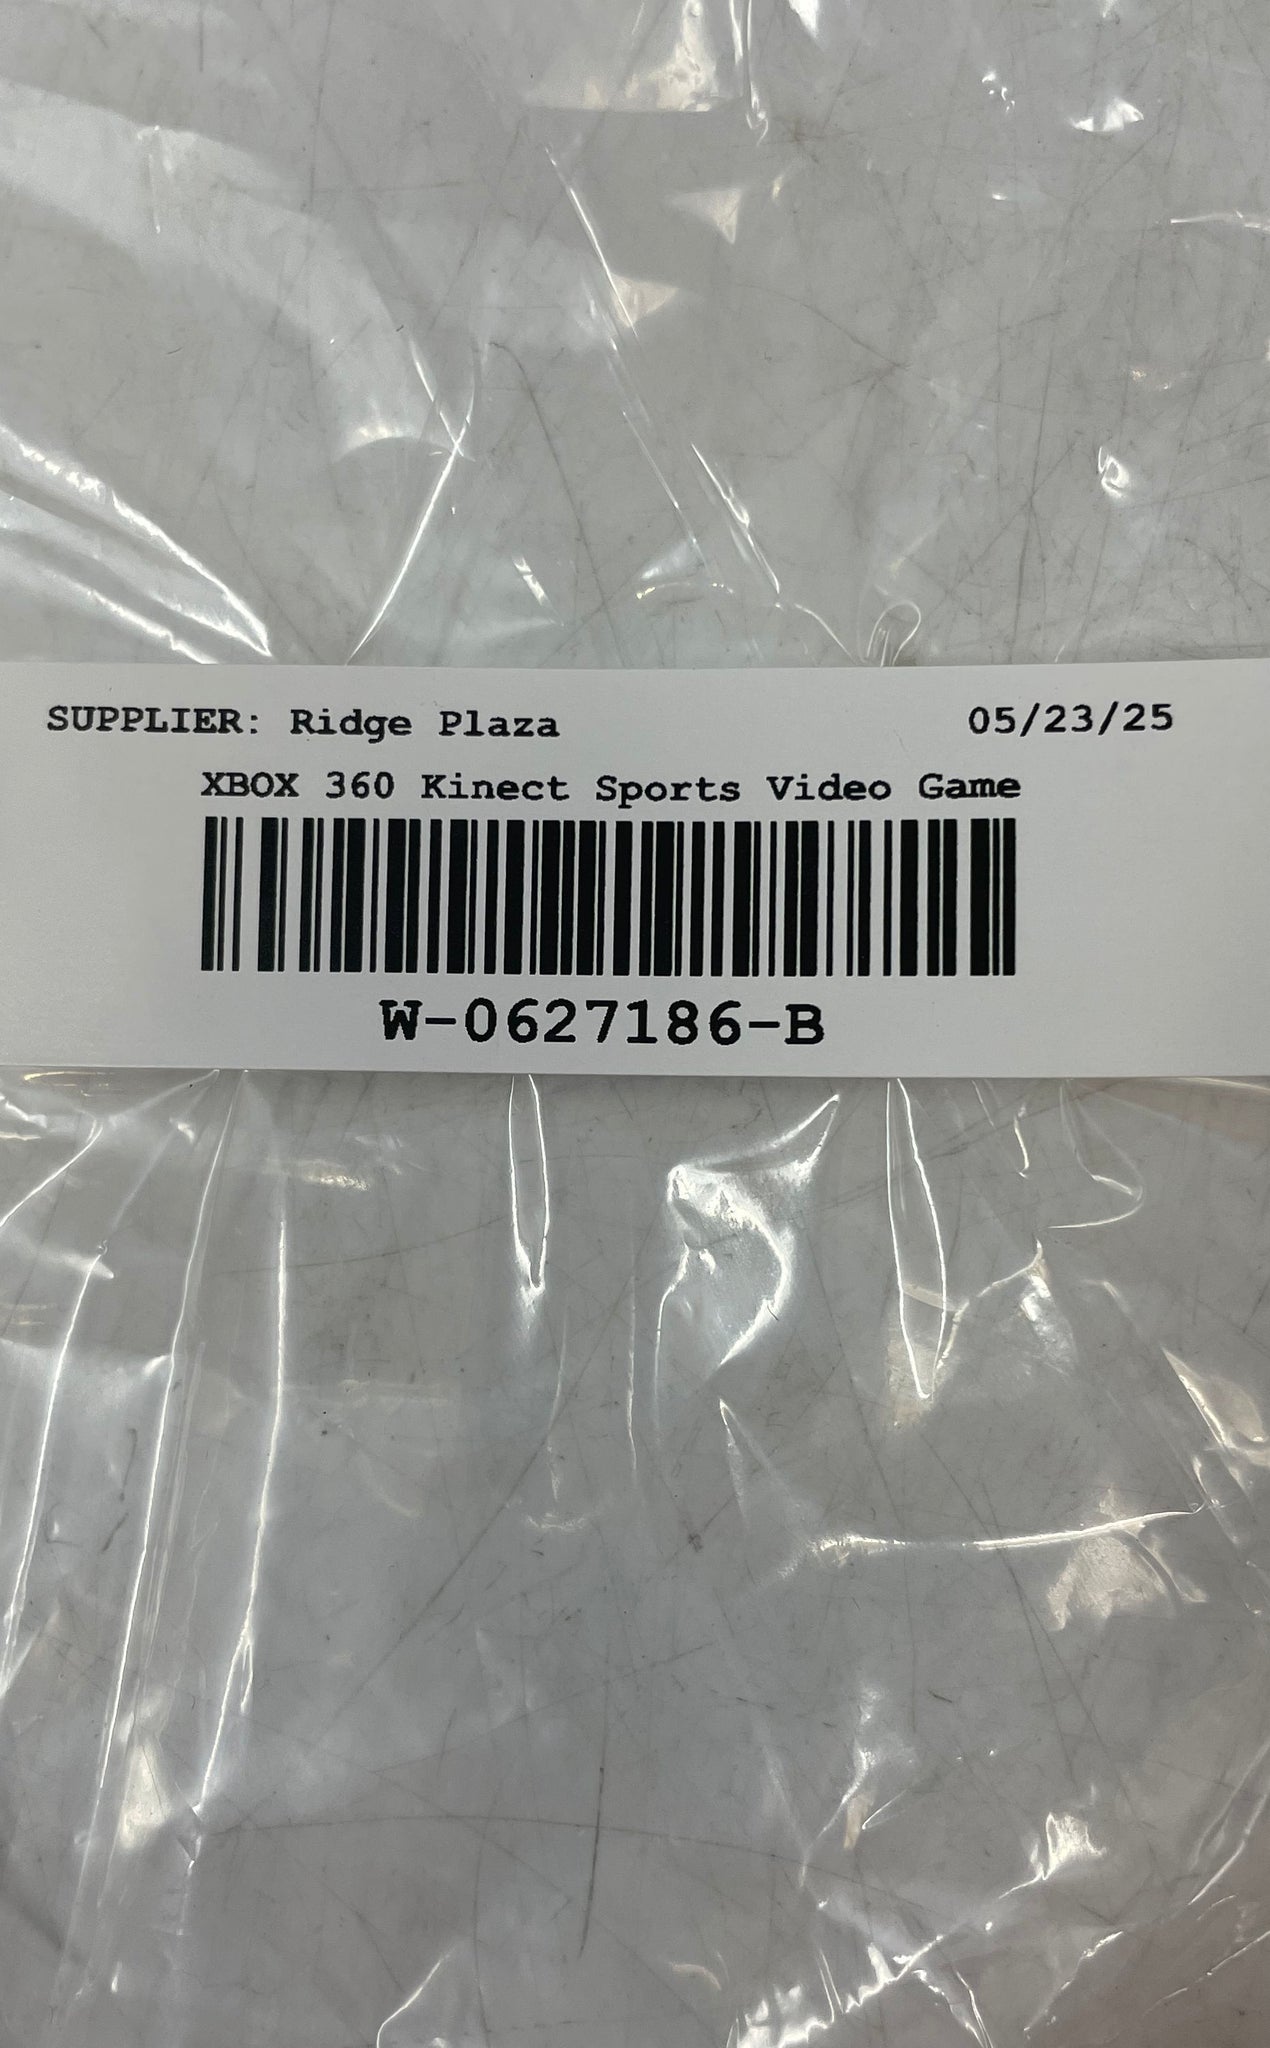 SUPPLIER: Ridge Plaza 05/23/25
XBOX 360 Kinect Sports Video Game
W-0627186-B